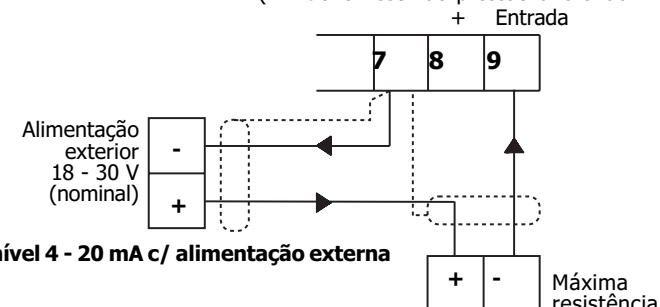 + Entrada
7 8 9
Alimentação
exterior
18 - 30 V
(nominal)
-
+
nível 4 - 20 mA c/ alimentação externa
+ -
Máxima
resistência